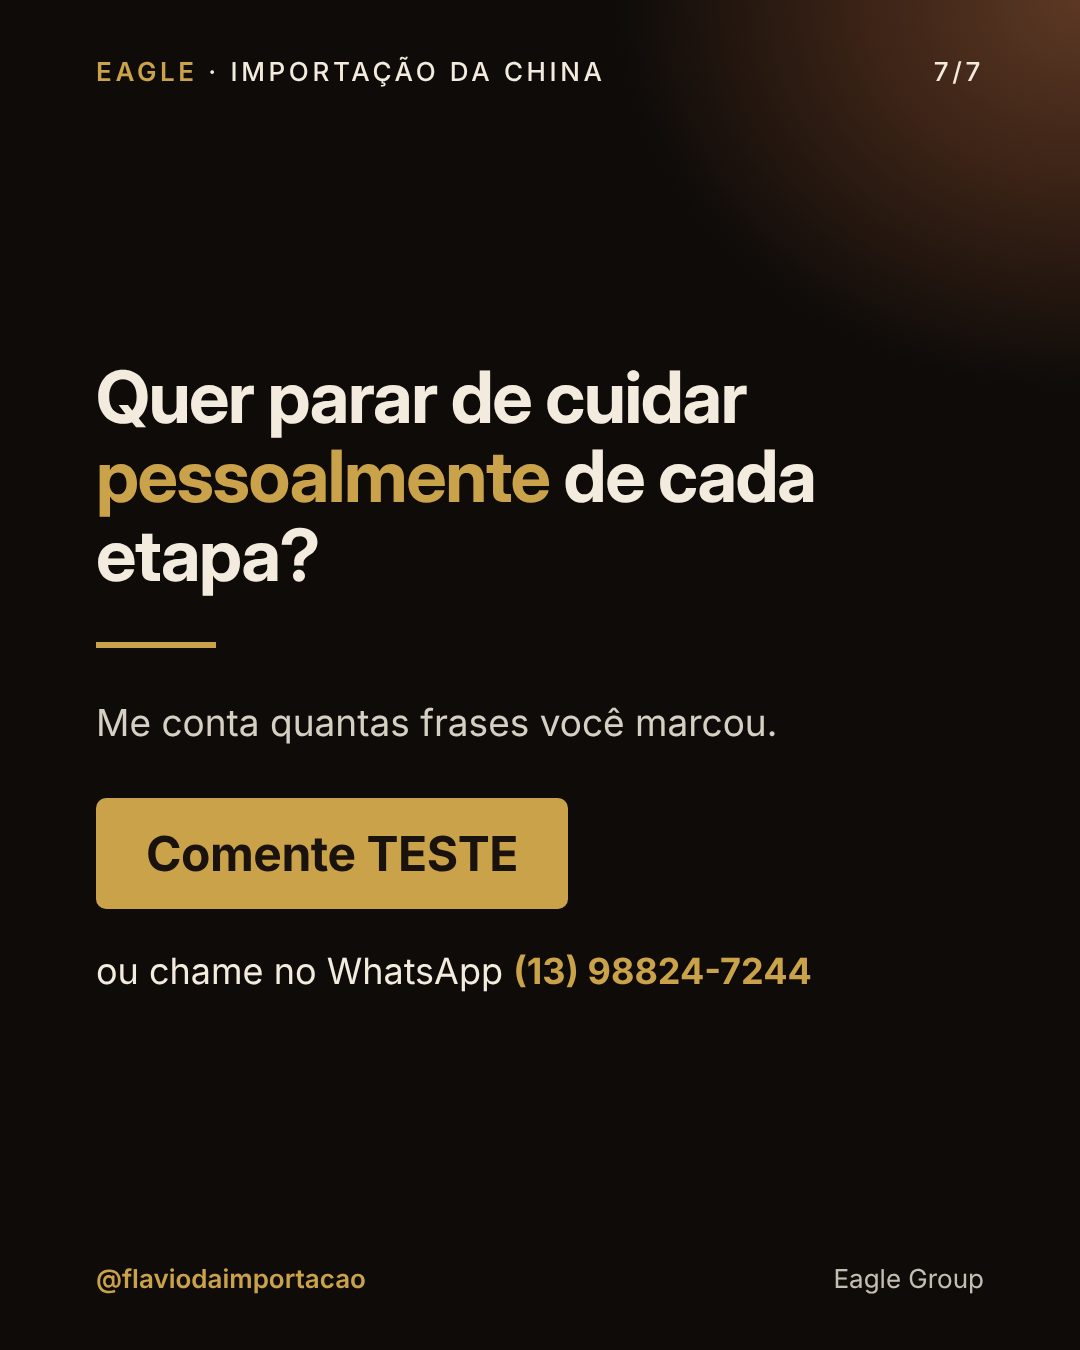 EAGLE · IMPORTAÇÃO DA CHINA
7/7
Quer parar de cuidar
pessoalmente de cada
etapa?
Me conta quantas frases você marcou.
Comente TESTE
ou chame no WhatsApp (13) 98824-7244
@flaviodaimportacao
Eagle Group